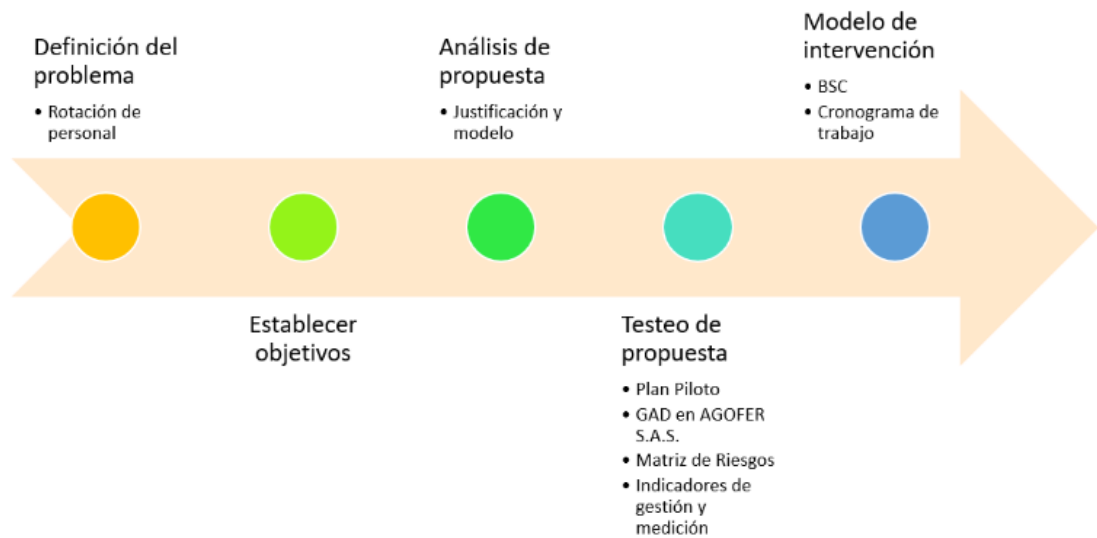 Definición del
problema
• Rotación de
personal
Establecer
objetivos
Análisis de
propuesta
• Justificación y
modelo
Testeo de
propuesta
• Plan Piloto
• GAD en AGOFER
S.A.S.
• Matriz de Riesgos
• Indicadores de
gestión y
medición
Modelo de
intervención
• BSC
• Cronograma de
trabajo